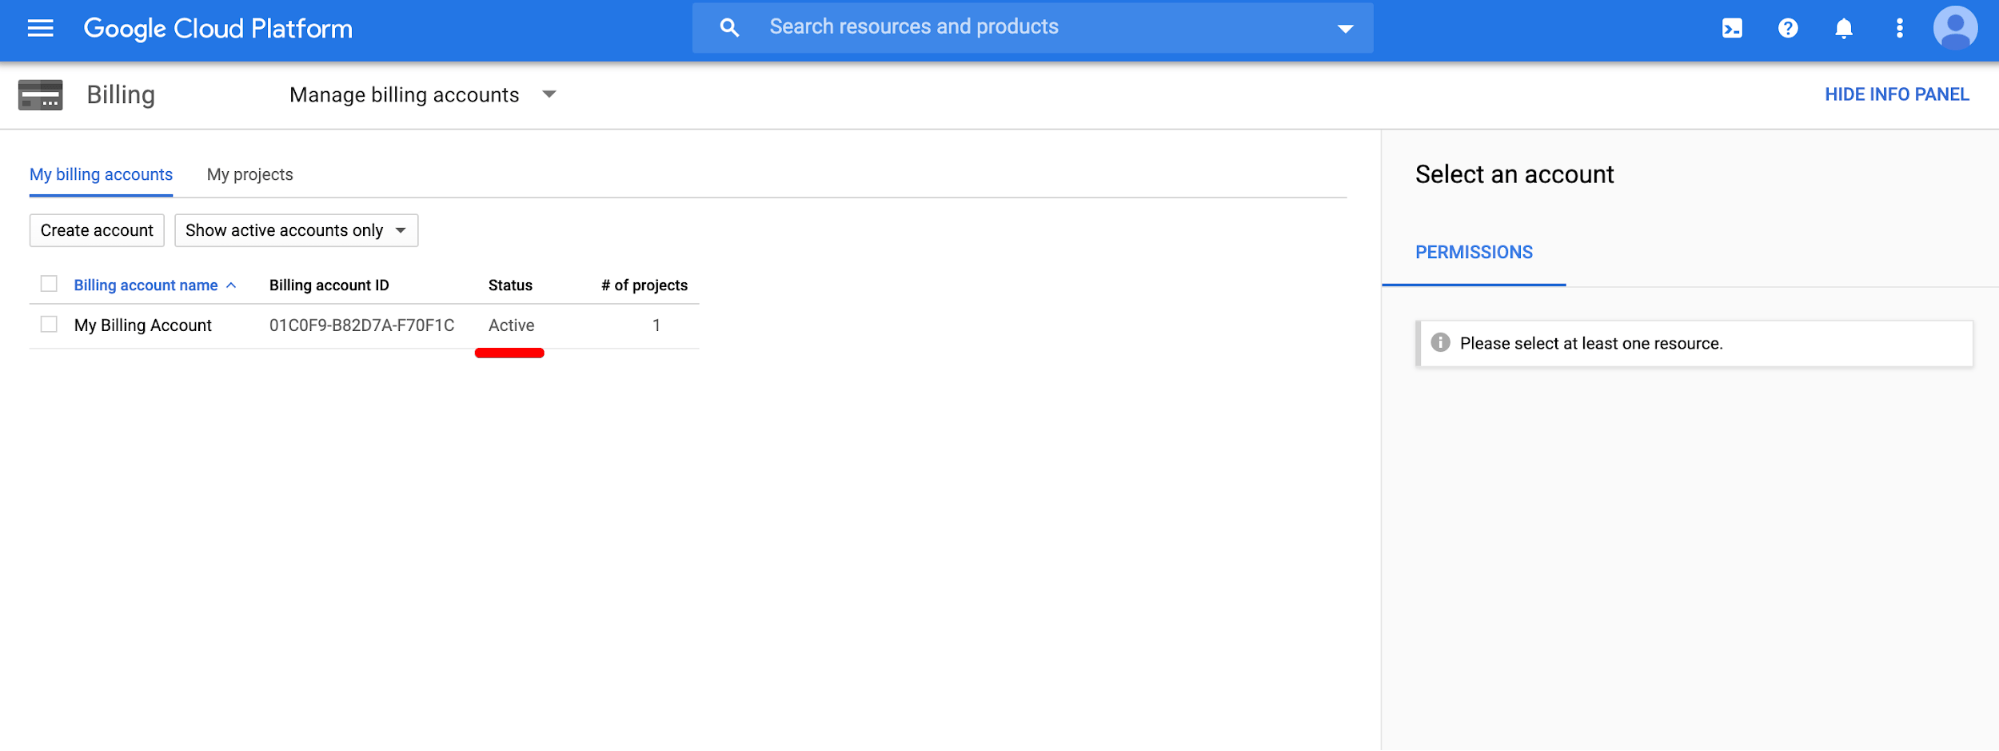 Google Cloud Platform
Search resources and products
Billing
Manage billing accounts
HIDE INFO PANEL
My billing accounts
My projects
Create account
Show active accounts only
Billing account name
Billing account ID
Status
# of projects
My Billing Account
01C0F9-B82D7A-F70F1C
Active
1
Select an account
PERMISSIONS
Please select at least one resource.